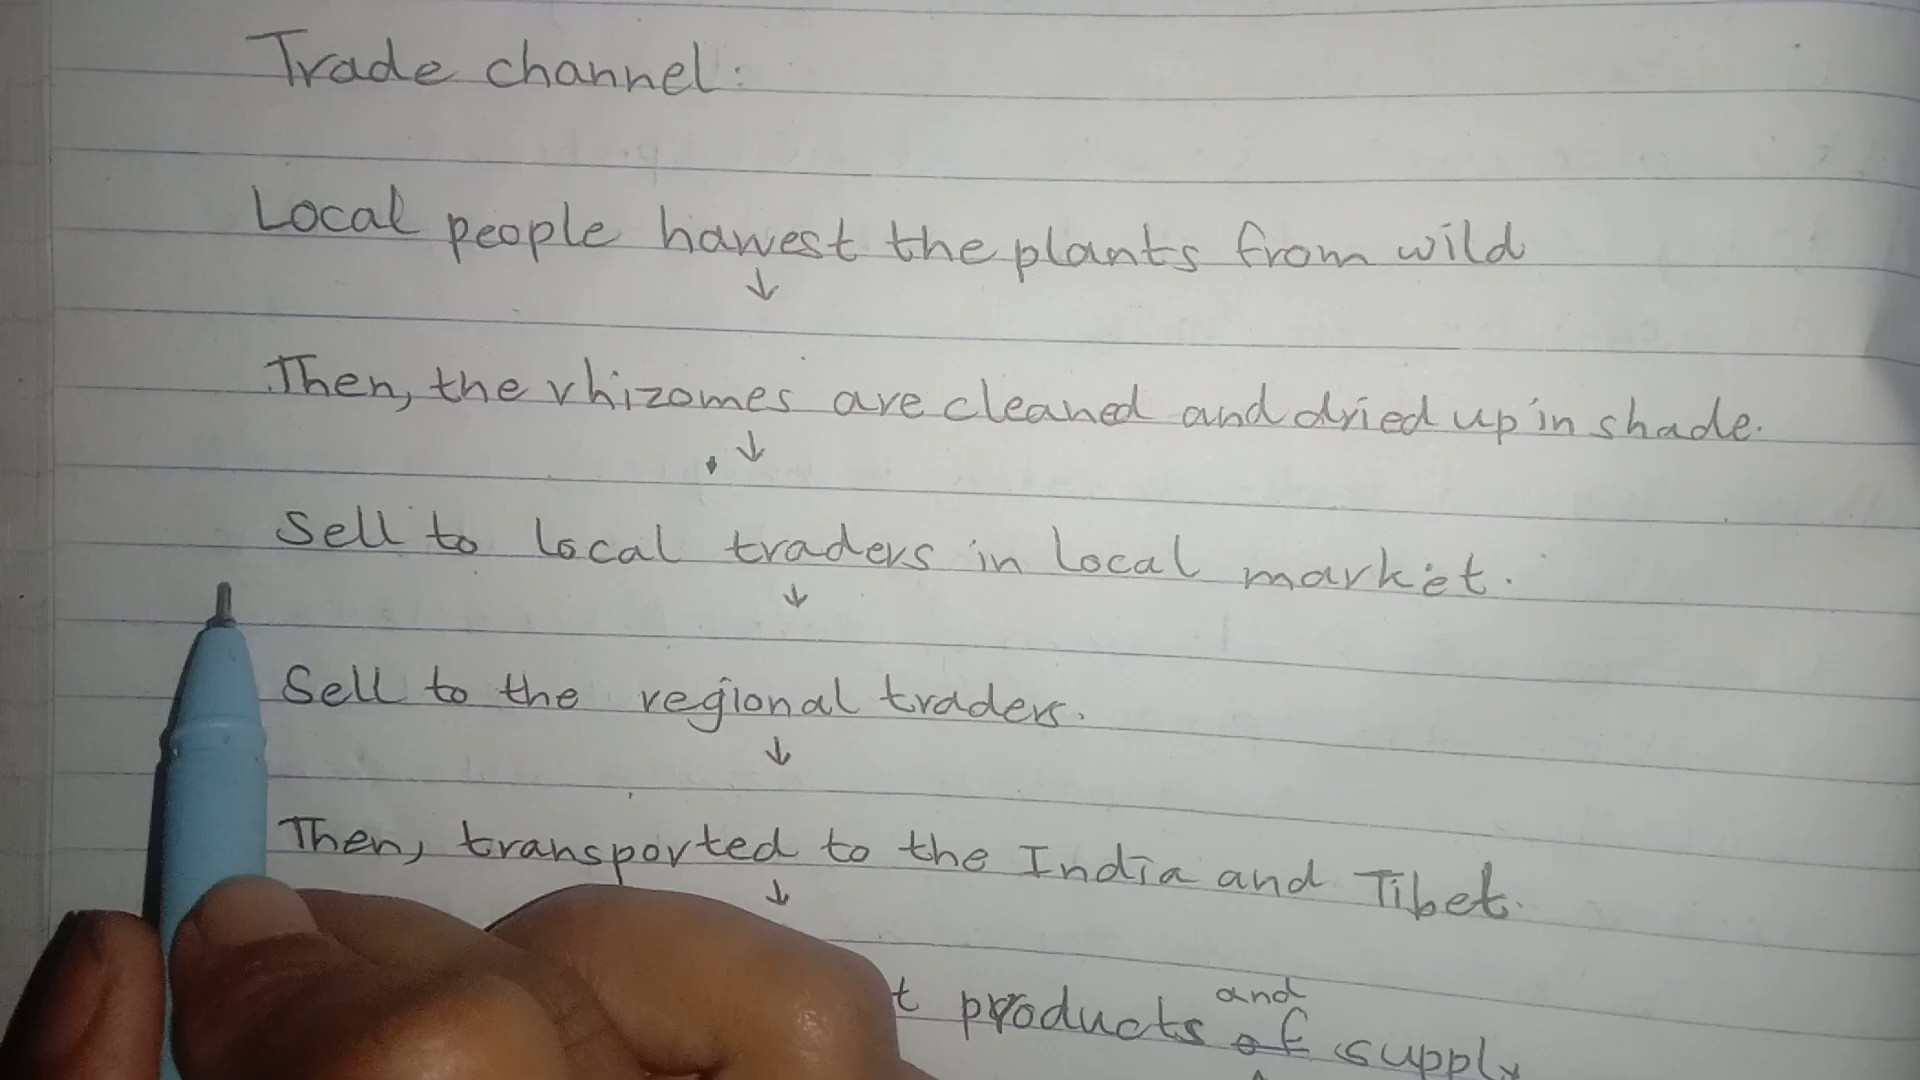 Trade channel:
Local people harvest the plants from wild
↓
Then, the rhizomes are cleaned and dried up in shade.
↓
Sell to local traders in local market.
↓
Sell to the regional traders.
↓
Then, transported to the India and Tibet.
↓
products of and supply